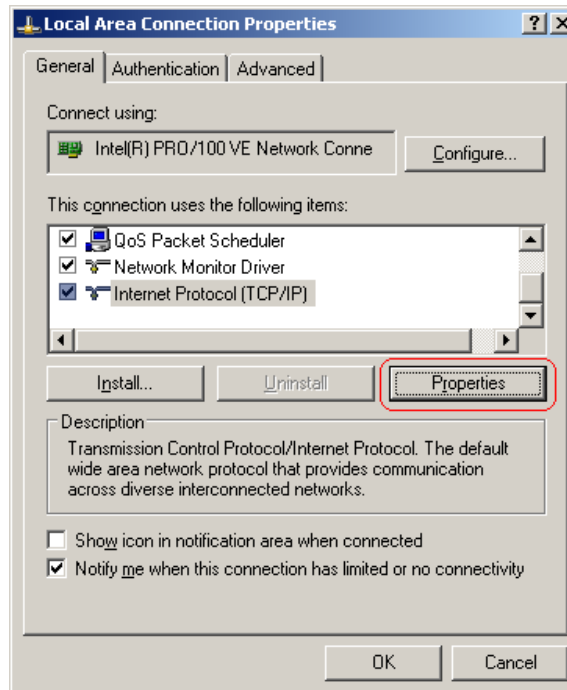 Local Area Connection Properties
General Authentication Advanced
Connect using:
Intel(R) PRO/100 VE Network Conne
Configure...
This connection uses the following items:
QoS Packet Scheduler
Network Monitor Driver
Internet Protocol (TCP/IP)
Install... Uninstall Properties
Description
Transmission Control Protocol/Internet Protocol. The default
wide area network protocol that provides communication
across diverse interconnected networks.
Show icon in notification area when connected
Notify me when this connection has limited or no connectivity
OK Cancel